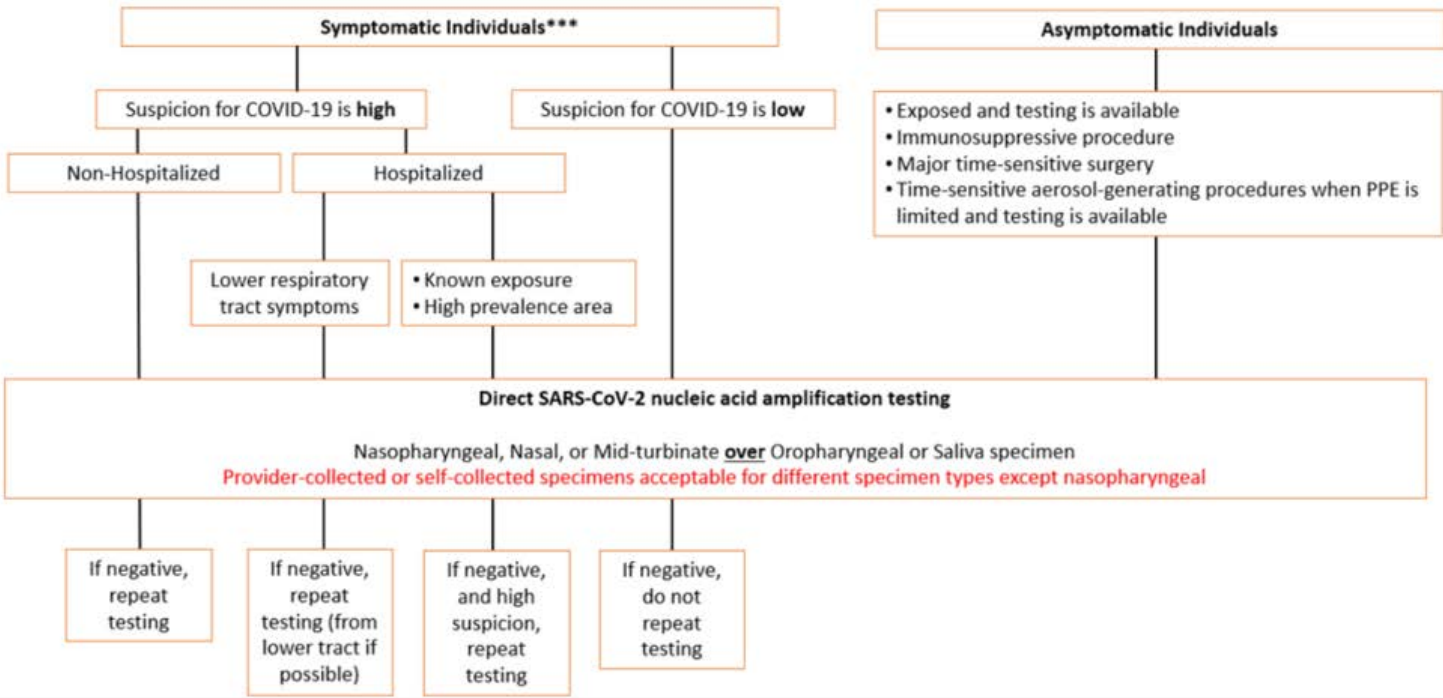 Symptomatic Individuals***
Asymptomatic Individuals
Suspicion for COVID-19 is high
Suspicion for COVID-19 is low
• Exposed and testing is available
• Immunosuppressive procedure
• Major time-sensitive surgery
• Time-sensitive aerosol-generating procedures when PPE is
limited and testing is available
Non-Hospitalized
Hospitalized
Lower respiratory
tract symptoms
• Known exposure
• High prevalence area
Direct SARS-CoV-2 nucleic acid amplification testing
Nasopharyngeal, Nasal, or Mid-turbinate over Oropharyngeal or Saliva specimen
Provider-collected or self-collected specimens acceptable for different specimen types except nasopharyngeal
If negative,
repeat
testing
If negative,
repeat
testing (from
lower tract if
possible)
If negative,
and high
suspicion,
repeat
testing
If negative,
do not
repeat
testing